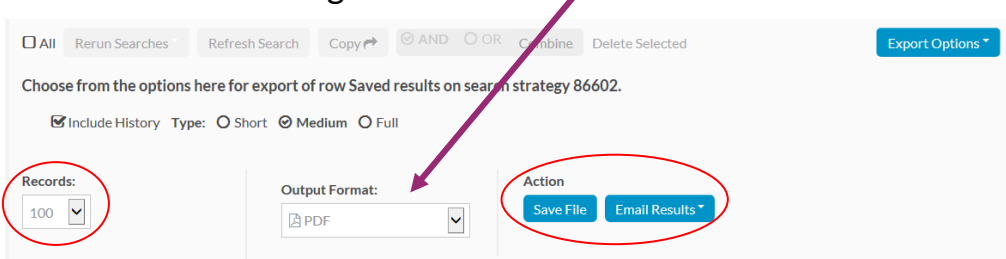 All Rerun Searches Refresh Search Copy AND OR Combine Delete Selected Export Options
Choose from the options here for export of row Saved results on search strategy 86602.
Include History Type: Short Medium Full
Records: Output Format: Action
100 PDF Save File Email Results